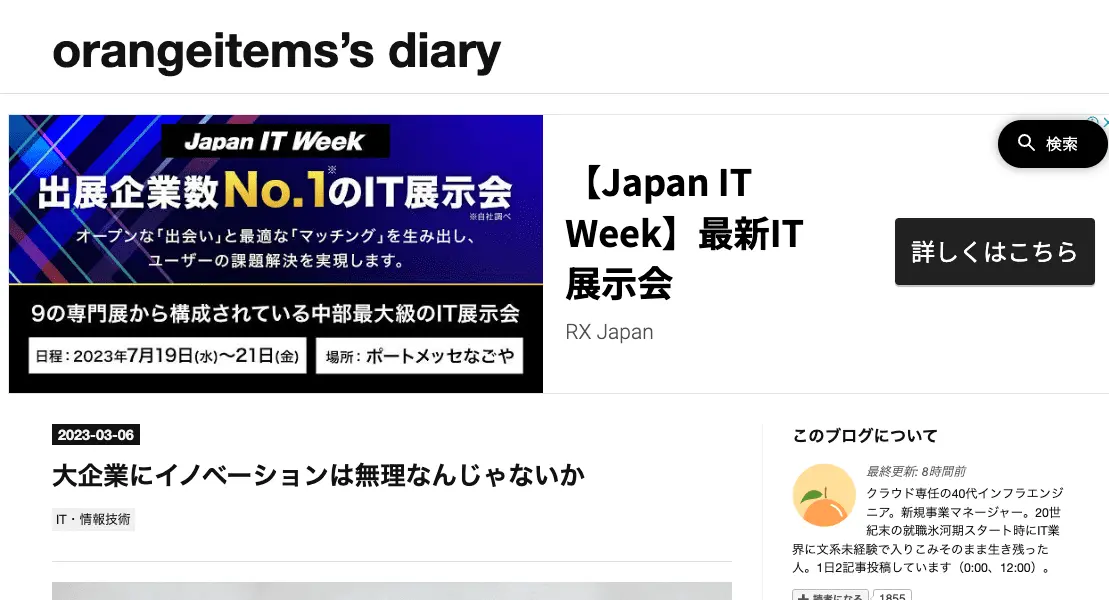 orangeitems’s diary
Japan IT Week
出展企業数No.1※のIT展示会
※自社調べ
オープンな「出会い」と最適な「マッチング」を生み出し、
ユーザーの課題解決を実現します。
9の専門展から構成されている中部最大級のIT展示会
日程：2023年7月19日(水)～21日(金)
場所：ポートメッセなごや
【Japan IT
Week】最新IT
展示会
RX Japan
詳しくはこちら
検索
2023-03-06
大企業にイノベーションは無理なんじゃないか
IT・情報技術
このブログについて
最終更新: 8時間前
クラウド専任の40代インフラエンジ
ニア。新規事業マネージャー。20世
紀末の就職氷河期スタート時にIT業
界に文系未経験で入りこみそのまま生き残った
人。1日2記事投稿しています（0:00、12:00）。
読者になる
1855